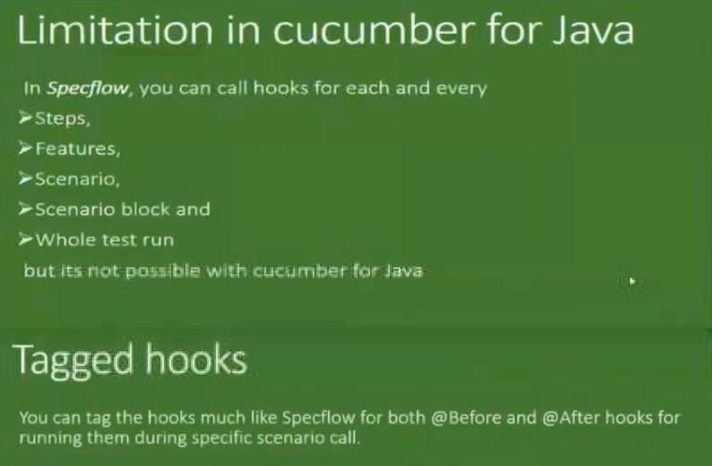 Limitation in cucumber for Java
In Specflow, you can call hooks for each and every
➢Steps,
➢Features,
➢Scenario,
➢Scenario block and
➢Whole test run
but its not possible with cucumber for Java
Tagged hooks
You can tag the hooks much like Specflow for both @Before and @After hooks for
running them during specific scenario call.